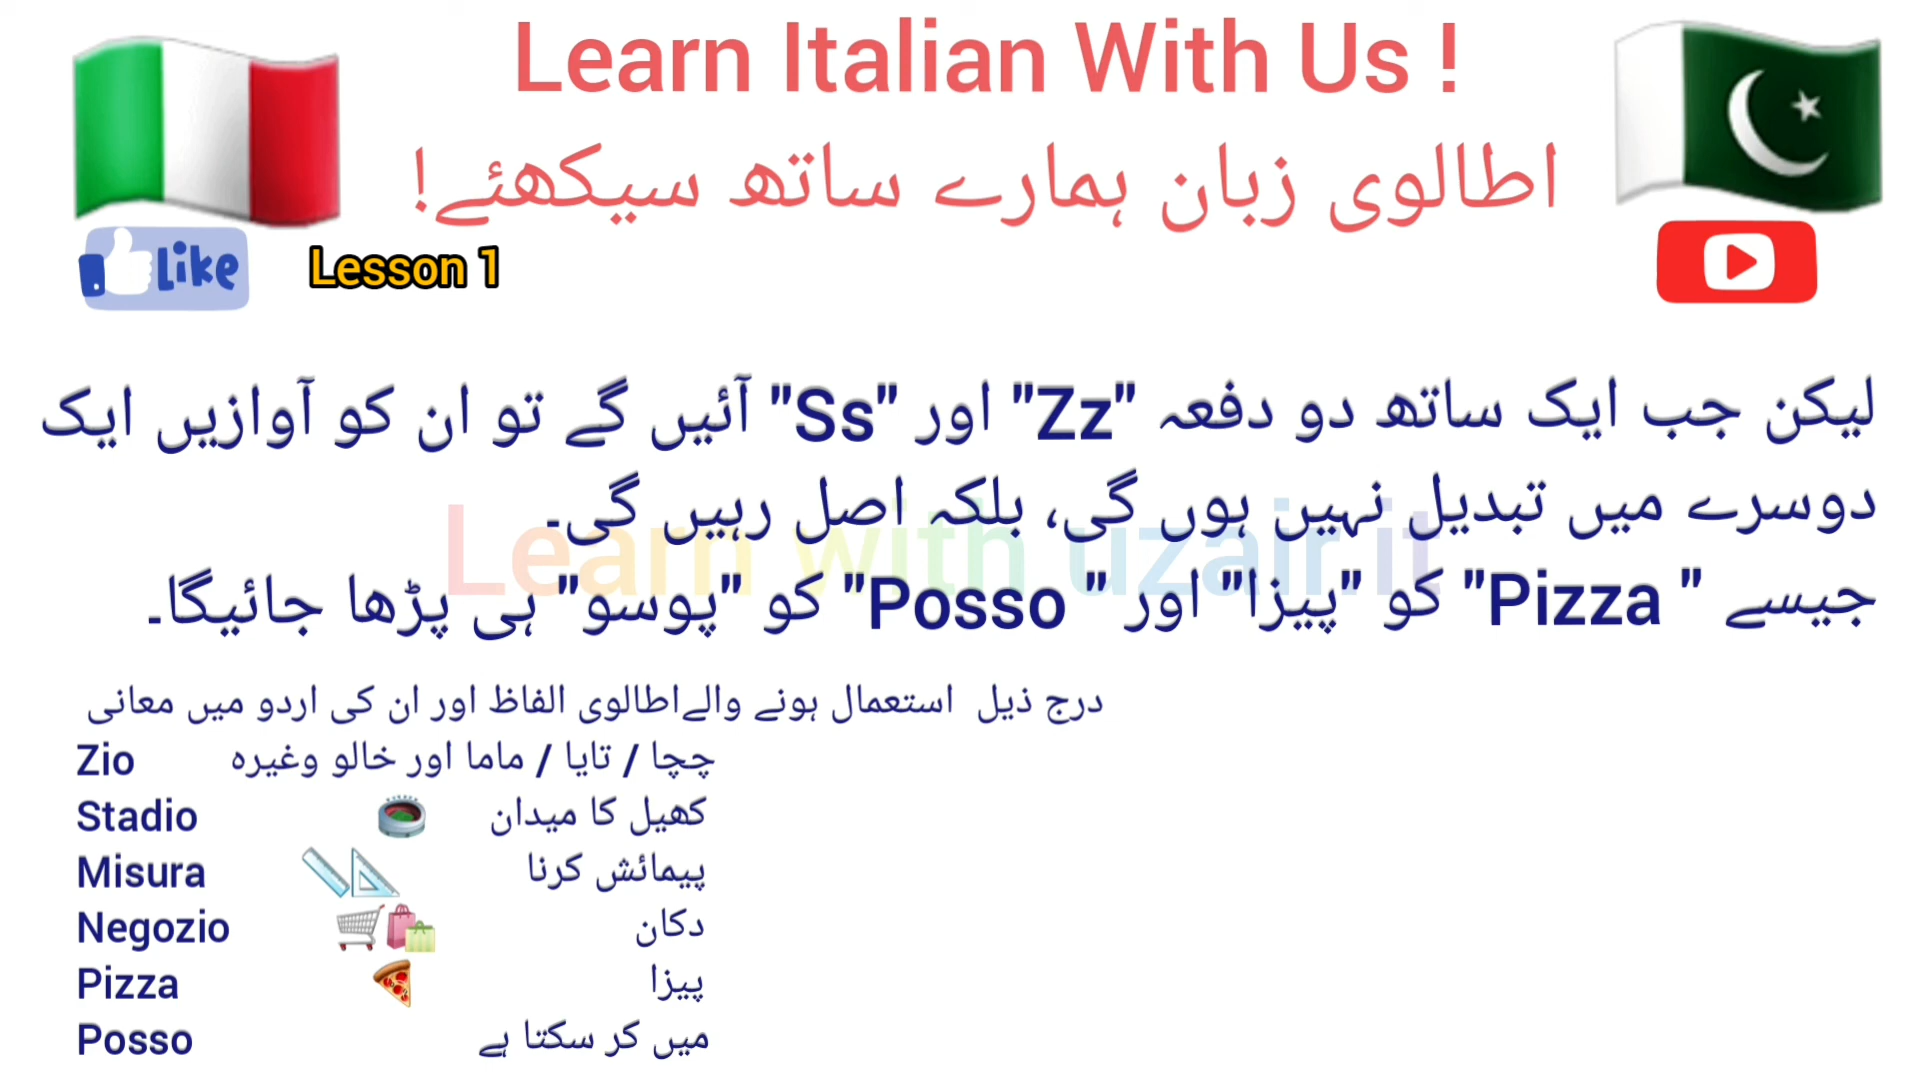 Learn Italian With Us !
اطالوی زبان ہمارے ساتھ سیکھئے!
Like
Lesson 1
لیکن جب ایک ساتھ دو دفعہ "Zz" اور "Ss" آئیں گے تو ان کو آوازیں ایک
دوسرے میں تبدیل نہیں ہوں گی، بلکہ اصل رہیں گی۔
Learn with uzair.it
جیسے " Pizza" کو "پیزا" اور " Posso" کو "پوسو" ہی پڑھا جائیگا۔
درج ذیل استعمال ہونے والےاطالوی الفاظ اور ان کی اردو میں معانی
Zio چچا / تایا / ماما اور خالو وغیرہ
Stadio کھیل کا میدان
Misura پیمائش کرنا
Negozio دکان
Pizza پیزا
Posso میں کر سکتا ہے